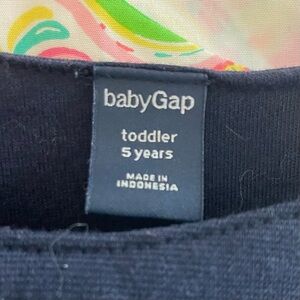 babyGap
toddler
5 years
MADE IN
INDONESIA